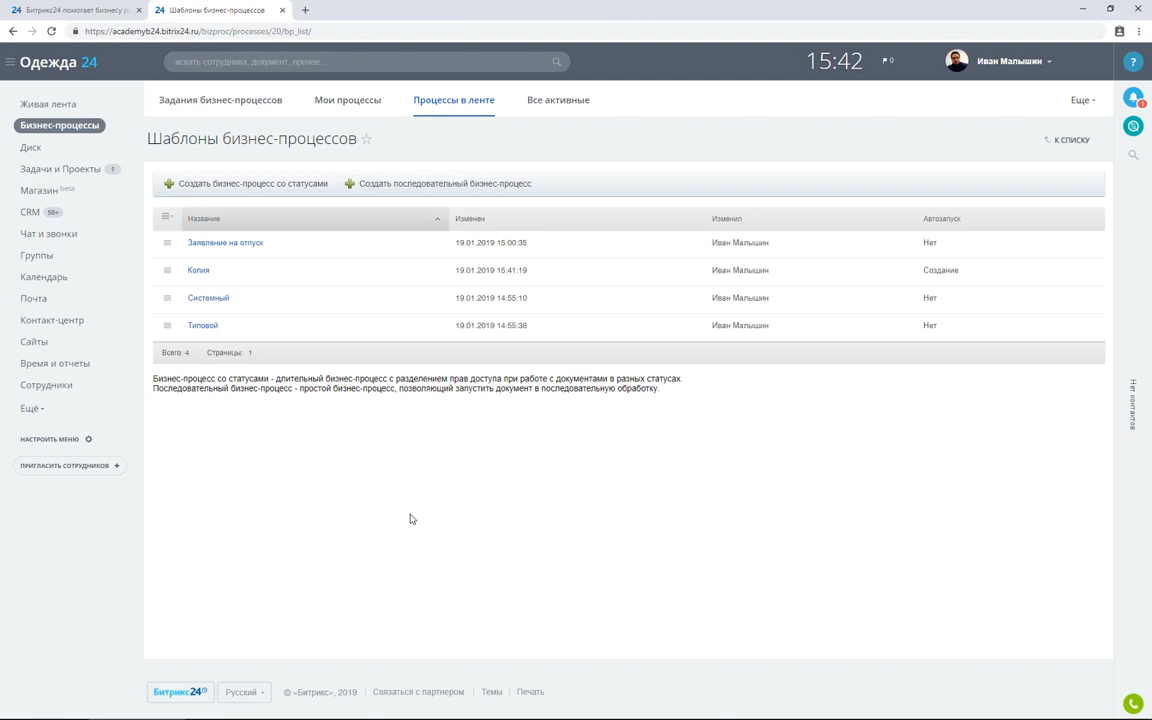 24 Битрикс24 помогает бизнесу р
24 Шаблоны бизнес-процессов
https://academyb24.bitrix24.ru/bizproc/processes/20/bp_list/
Одежда 24
искать сотрудника, документ, прочее...
15:42
0
Иван Малышин
?
1
Живая лента
Бизнес-процессы
Диск
Задачи и Проекты 1
Магазин beta
CRM 50+
Чат и звонки
Группы
Календарь
Почта
Контакт-центр
Сайты
Время и отчеты
Сотрудники
Ещё
НАСТРОИТЬ МЕНЮ
ПРИГЛАСИТЬ СОТРУДНИКОВ +
Задания бизнес-процессов Мои процессы Процессы в ленте Все активные Еще
Шаблоны бизнес-процессов
К СПИСКУ
Создать бизнес-процесс со статусами Создать последовательный бизнес-процесс
Название Изменен Изменил Автозапуск
Заявление на отпуск 19.01.2019 15:00:35 Иван Малышин Нет
Копия 19.01.2019 15:41:19 Иван Малышин Создание
Системный 19.01.2019 14:55:10 Иван Малышин Нет
Типовой 19.01.2019 14:55:38 Иван Малышин Нет
Всего: 4 Страницы: 1
Бизнес-процесс со статусами - длительный бизнес-процесс с разделением прав доступа при работе с документами в разных статусах.
Последовательный бизнес-процесс - простой бизнес-процесс, позволяющий запустить документ в последовательную обработку.
Нет контактов
Битрикс24 Русский © «Битрикс», 2019 Связаться с партнером Темы Печать